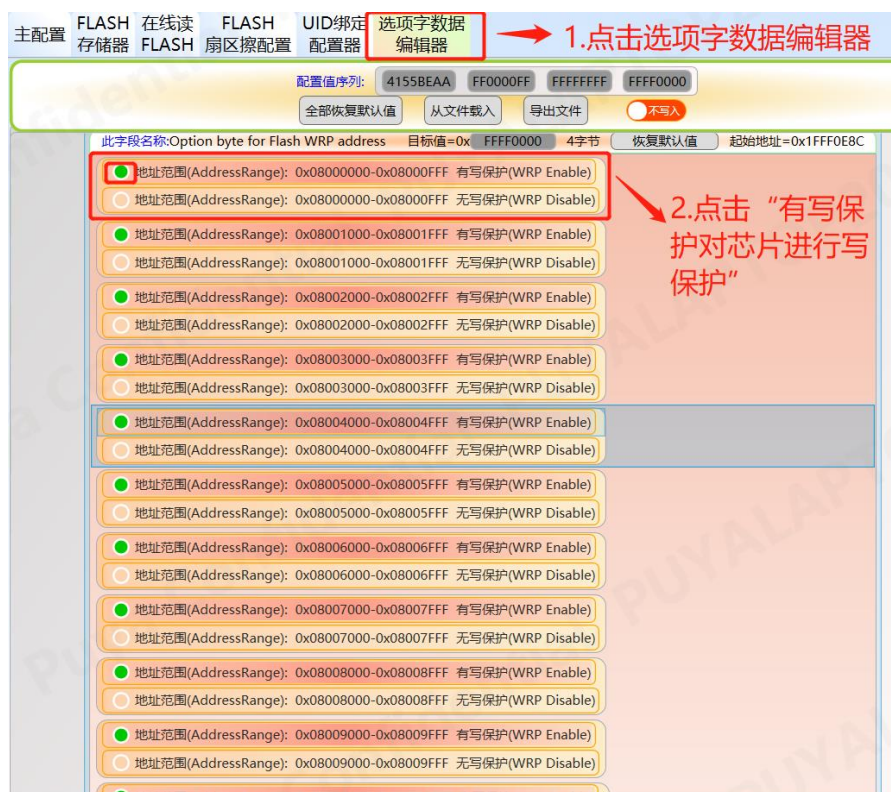 主配置 FLASH存储器 在线读FLASH FLASH扇区擦配置 UID绑定配置器 选项字数据编辑器
1.点击选项字数据编辑器
配置值序列: 4155BEAA FF0000FF FFFFFFFF FFFF0000
全部恢复默认值 从文件载入 导出文件 不写入
此字段名称:Option byte for Flash WRP address 目标值=0x FFFF0000 4字节 恢复默认值 起始地址=0x1FFF0E8C
地址范围(AddressRange): 0x08000000-0x08000FFF 有写保护(WRP Enable)
地址范围(AddressRange): 0x08000000-0x08000FFF 无写保护(WRP Disable)
2.点击“有写保
护对芯片进行写
保护”
地址范围(AddressRange): 0x08001000-0x08001FFF 有写保护(WRP Enable)
地址范围(AddressRange): 0x08001000-0x08001FFF 无写保护(WRP Disable)
地址范围(AddressRange): 0x08002000-0x08002FFF 有写保护(WRP Enable)
地址范围(AddressRange): 0x08002000-0x08002FFF 无写保护(WRP Disable)
地址范围(AddressRange): 0x08003000-0x08003FFF 有写保护(WRP Enable)
地址范围(AddressRange): 0x08003000-0x08003FFF 无写保护(WRP Disable)
地址范围(AddressRange): 0x08004000-0x08004FFF 有写保护(WRP Enable)
地址范围(AddressRange): 0x08004000-0x08004FFF 无写保护(WRP Disable)
地址范围(AddressRange): 0x08005000-0x08005FFF 有写保护(WRP Enable)
地址范围(AddressRange): 0x08005000-0x08005FFF 无写保护(WRP Disable)
地址范围(AddressRange): 0x08006000-0x08006FFF 有写保护(WRP Enable)
地址范围(AddressRange): 0x08006000-0x08006FFF 无写保护(WRP Disable)
地址范围(AddressRange): 0x08007000-0x08007FFF 有写保护(WRP Enable)
地址范围(AddressRange): 0x08007000-0x08007FFF 无写保护(WRP Disable)
地址范围(AddressRange): 0x08008000-0x08008FFF 有写保护(WRP Enable)
地址范围(AddressRange): 0x08008000-0x08008FFF 无写保护(WRP Disable)
地址范围(AddressRange): 0x08009000-0x08009FFF 有写保护(WRP Enable)
地址范围(AddressRange): 0x08009000-0x08009FFF 无写保护(WRP Disable)